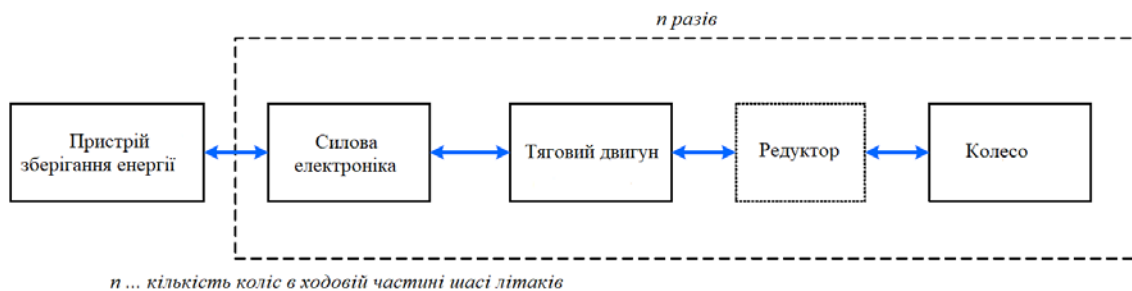 n разів
Пристрій
зберігання енергії
Силова
електроніка
Тяговий двигун
Редуктор
Колесо
n ... кількість коліс в ходовій частині шасі літаків